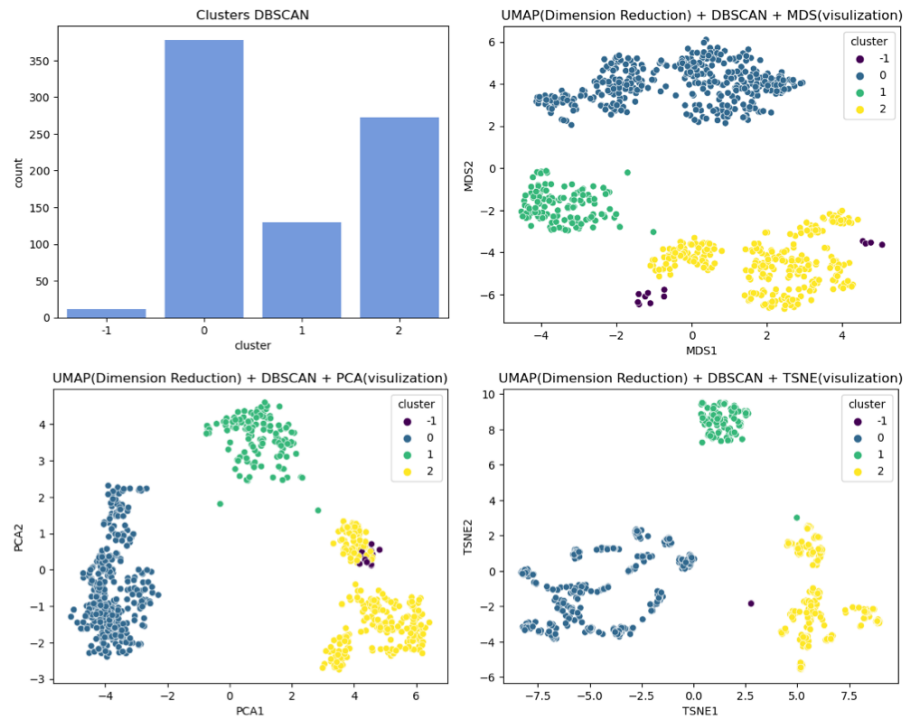 Clusters DBSCAN
350
300
250
200
150
100
50
0
count
-1 0 1 2
cluster
UMAP(Dimension Reduction) + DBSCAN + MDS(visulization)
cluster
-1
0
1
2
6
4
2
0
−2
−4
−6
MDS2
−4 −2 0 2 4
MDS1
UMAP(Dimension Reduction) + DBSCAN + PCA(visulization)
cluster
-1
0
1
2
4
3
2
1
0
−1
−2
−3
PCA2
−4 −2 0 2 4 6
PCA1
UMAP(Dimension Reduction) + DBSCAN + TSNE(visulization)
cluster
-1
0
1
2
10
8
6
4
2
0
−2
−4
−6
TSNE2
−7.5 −5.0 −2.5 0.0 2.5 5.0 7.5
TSNE1